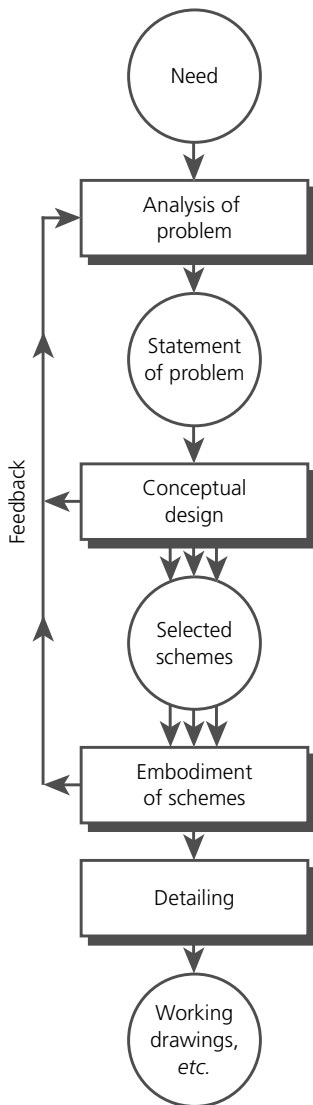 Need
Analysis of
problem
Statement
of problem
Conceptual
design
Feedback
Selected
schemes
Embodiment
of schemes
Detailing
Working
drawings,
etc.